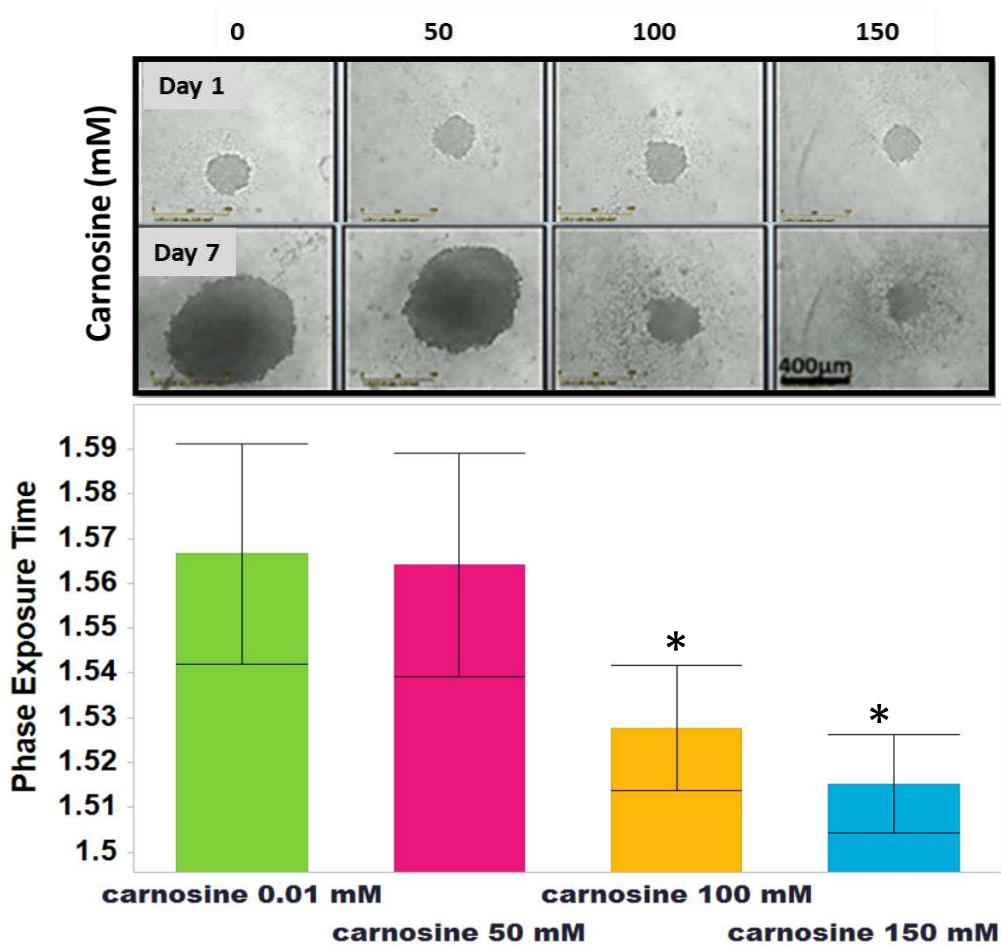 0 50 100 150
Carnosine (mM)
Day 1
Day 7
400µm
Phase Exposure Time
1.59
1.58
1.57
1.56
1.55
1.54
1.53
1.52
1.51
1.5
*
*
carnosine 0.01 mM
carnosine 50 mM
carnosine 100 mM
carnosine 150 mM